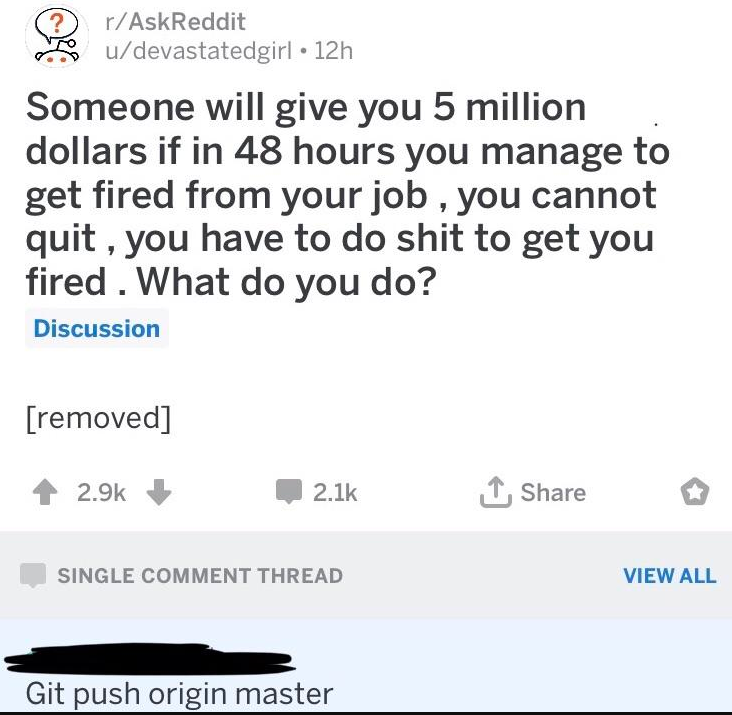 r/AskReddit
u/devastatedgirl • 12h
Someone will give you 5 million
dollars if in 48 hours you manage to
get fired from your job , you cannot
quit , you have to do shit to get you
fired . What do you do?
Discussion
[removed]
2.9k 2.1k Share
SINGLE COMMENT THREAD VIEW ALL
Git push origin master